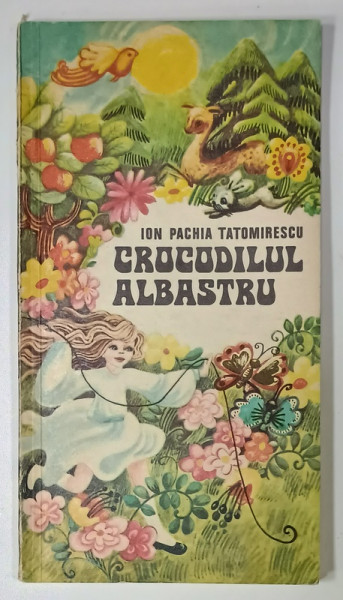 ION PACHIA TATOMIRESCU
CROCODILUL
ALBASTRU